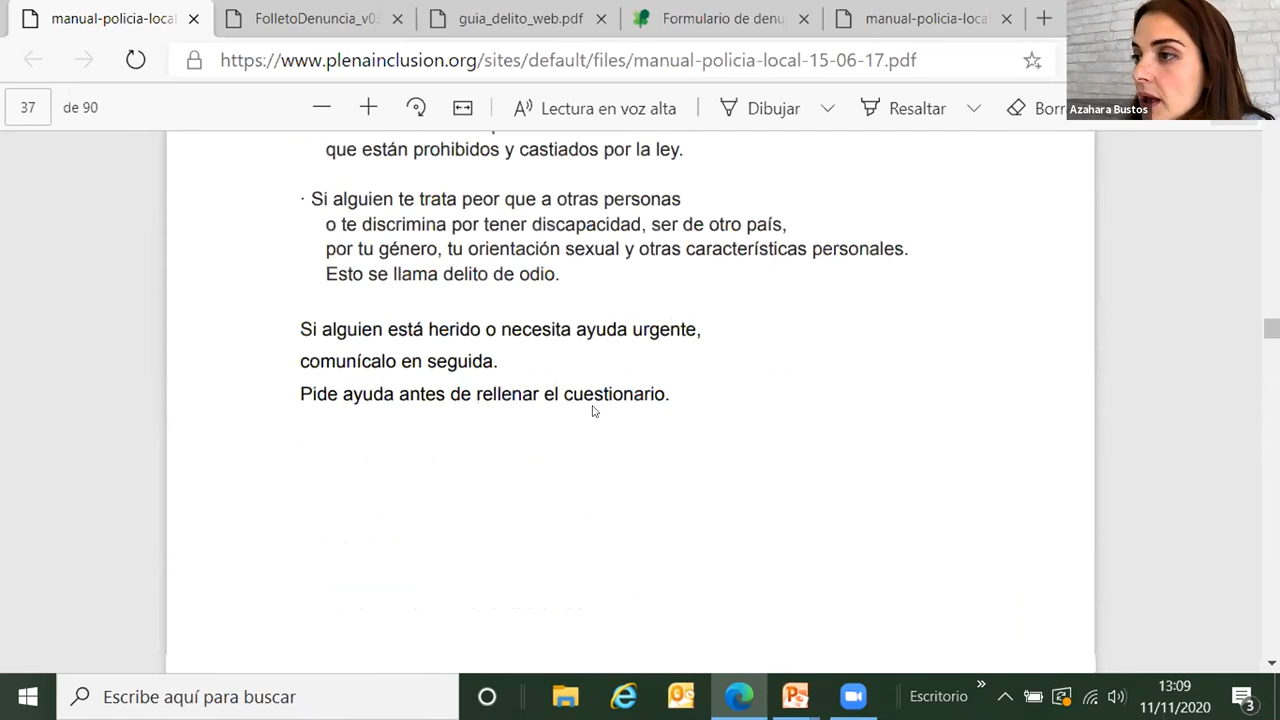 manual-policia-loca
FolletoDenuncia_v0
guia_delito_web.pdf
Formulario de denu
manual-policia-loca
https://www.plenainclusion.org/sites/default/files/manual-policia-local-15-06-17.pdf
37 de 90
Lectura en voz alta
Dibujar
Resaltar
Borr
Azahara Bustos
que están prohibidos y castiados por la ley.
· Si alguien te trata peor que a otras personas
o te discrimina por tener discapacidad, ser de otro país,
por tu género, tu orientación sexual y otras características personales.
Esto se llama delito de odio.
Si alguien está herido o necesita ayuda urgente,
comunícalo en seguida.
Pide ayuda antes de rellenar el cuestionario.
Escribe aquí para buscar
Escritorio
13:09
11/11/2020
3